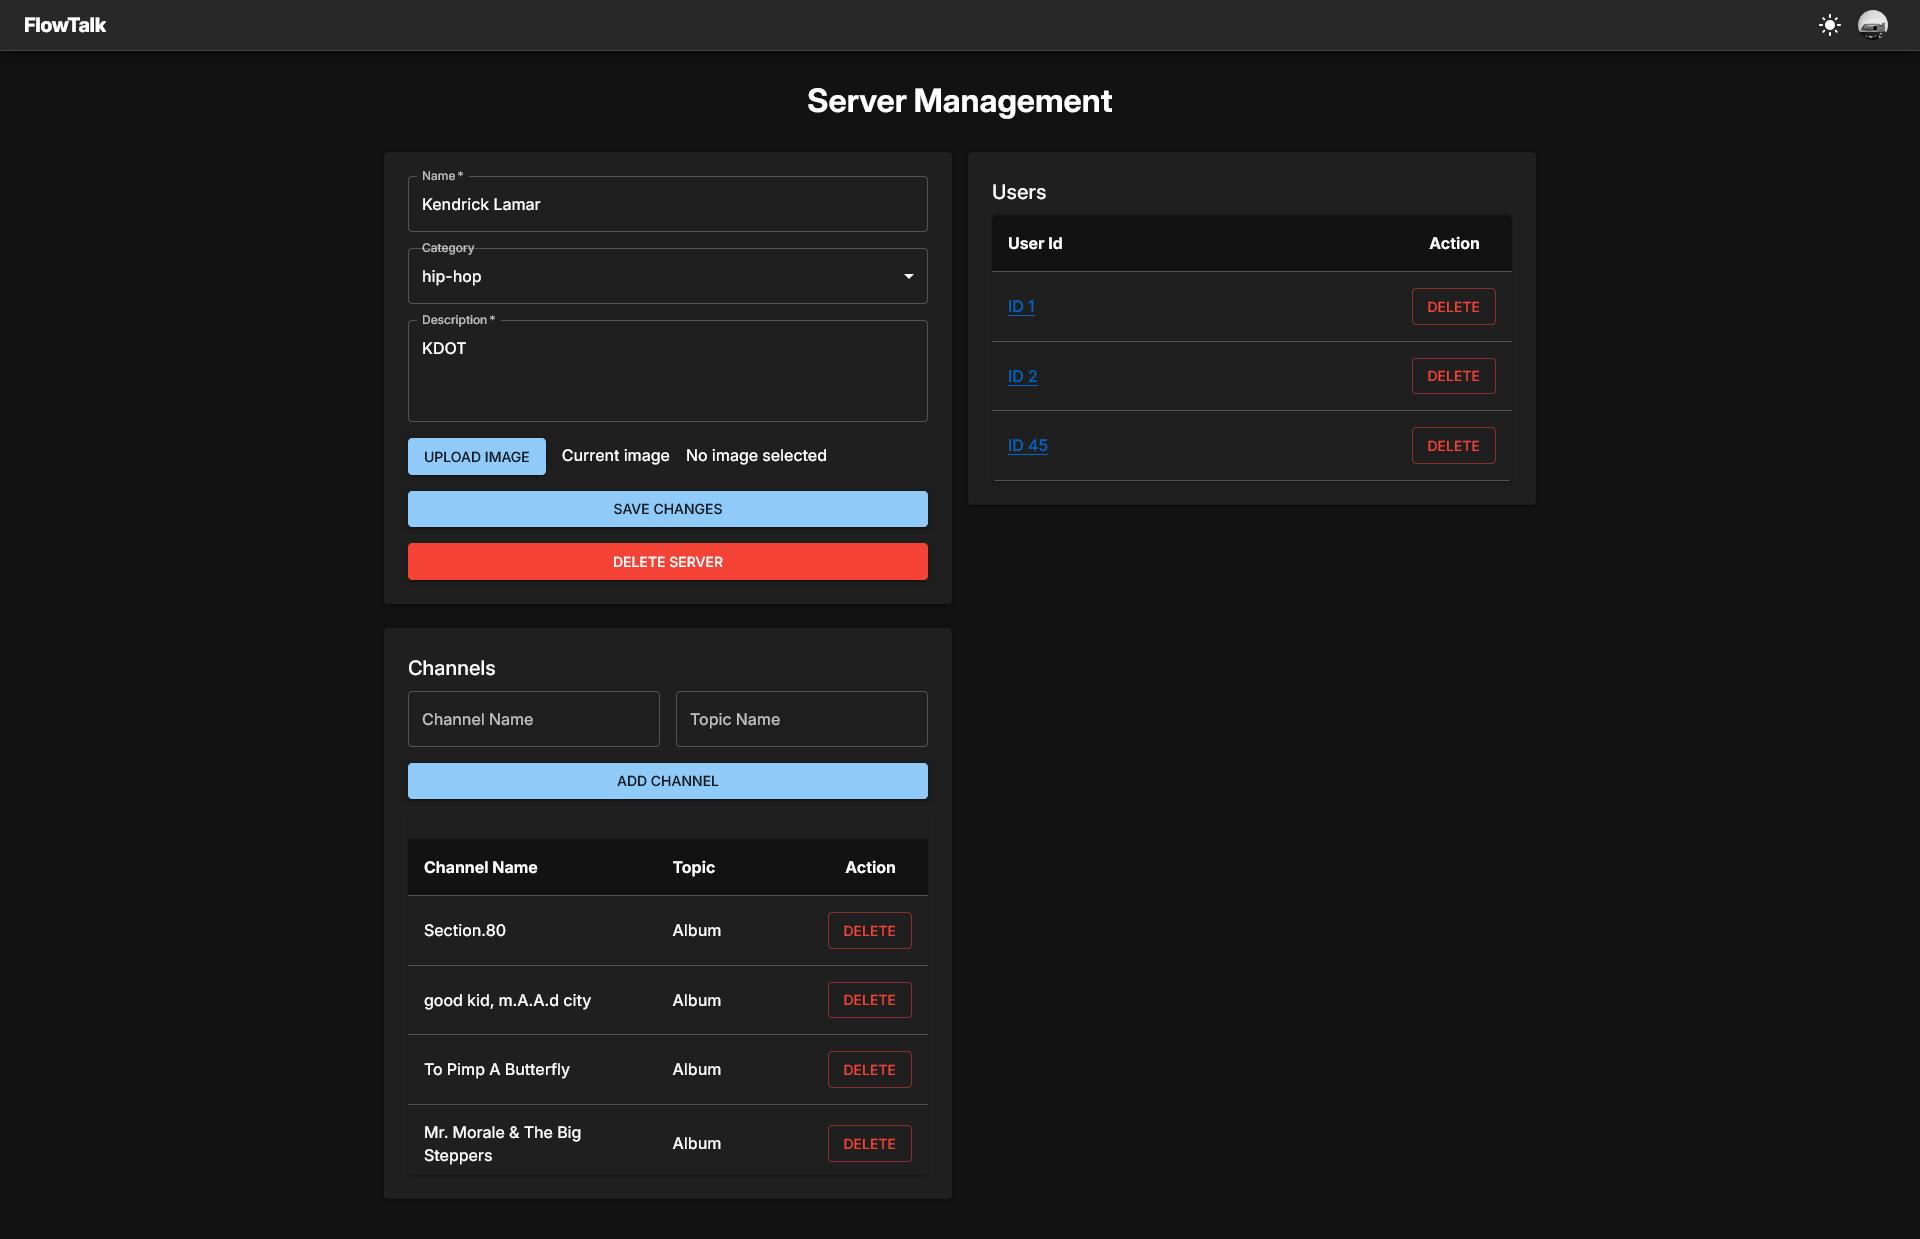 FlowTalk
Server Management
Name *
Kendrick Lamar
Category
hip-hop
Description *
KDOT
UPLOAD IMAGE
Current image
No image selected
SAVE CHANGES
DELETE SERVER
Users
User Id Action
ID 1 DELETE
ID 2 DELETE
ID 45 DELETE
Channels
Channel Name
Topic Name
ADD CHANNEL
Channel Name Topic Action
Section.80 Album DELETE
good kid, m.A.A.d city Album DELETE
To Pimp A Butterfly Album DELETE
Mr. Morale & The Big
Steppers Album DELETE